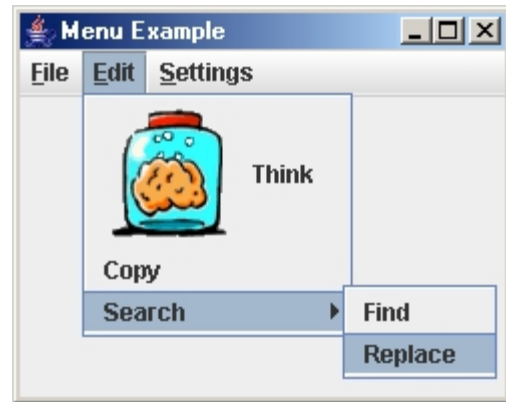 Menu Example
File Edit Settings
Think
Copy
Search
Find
Replace